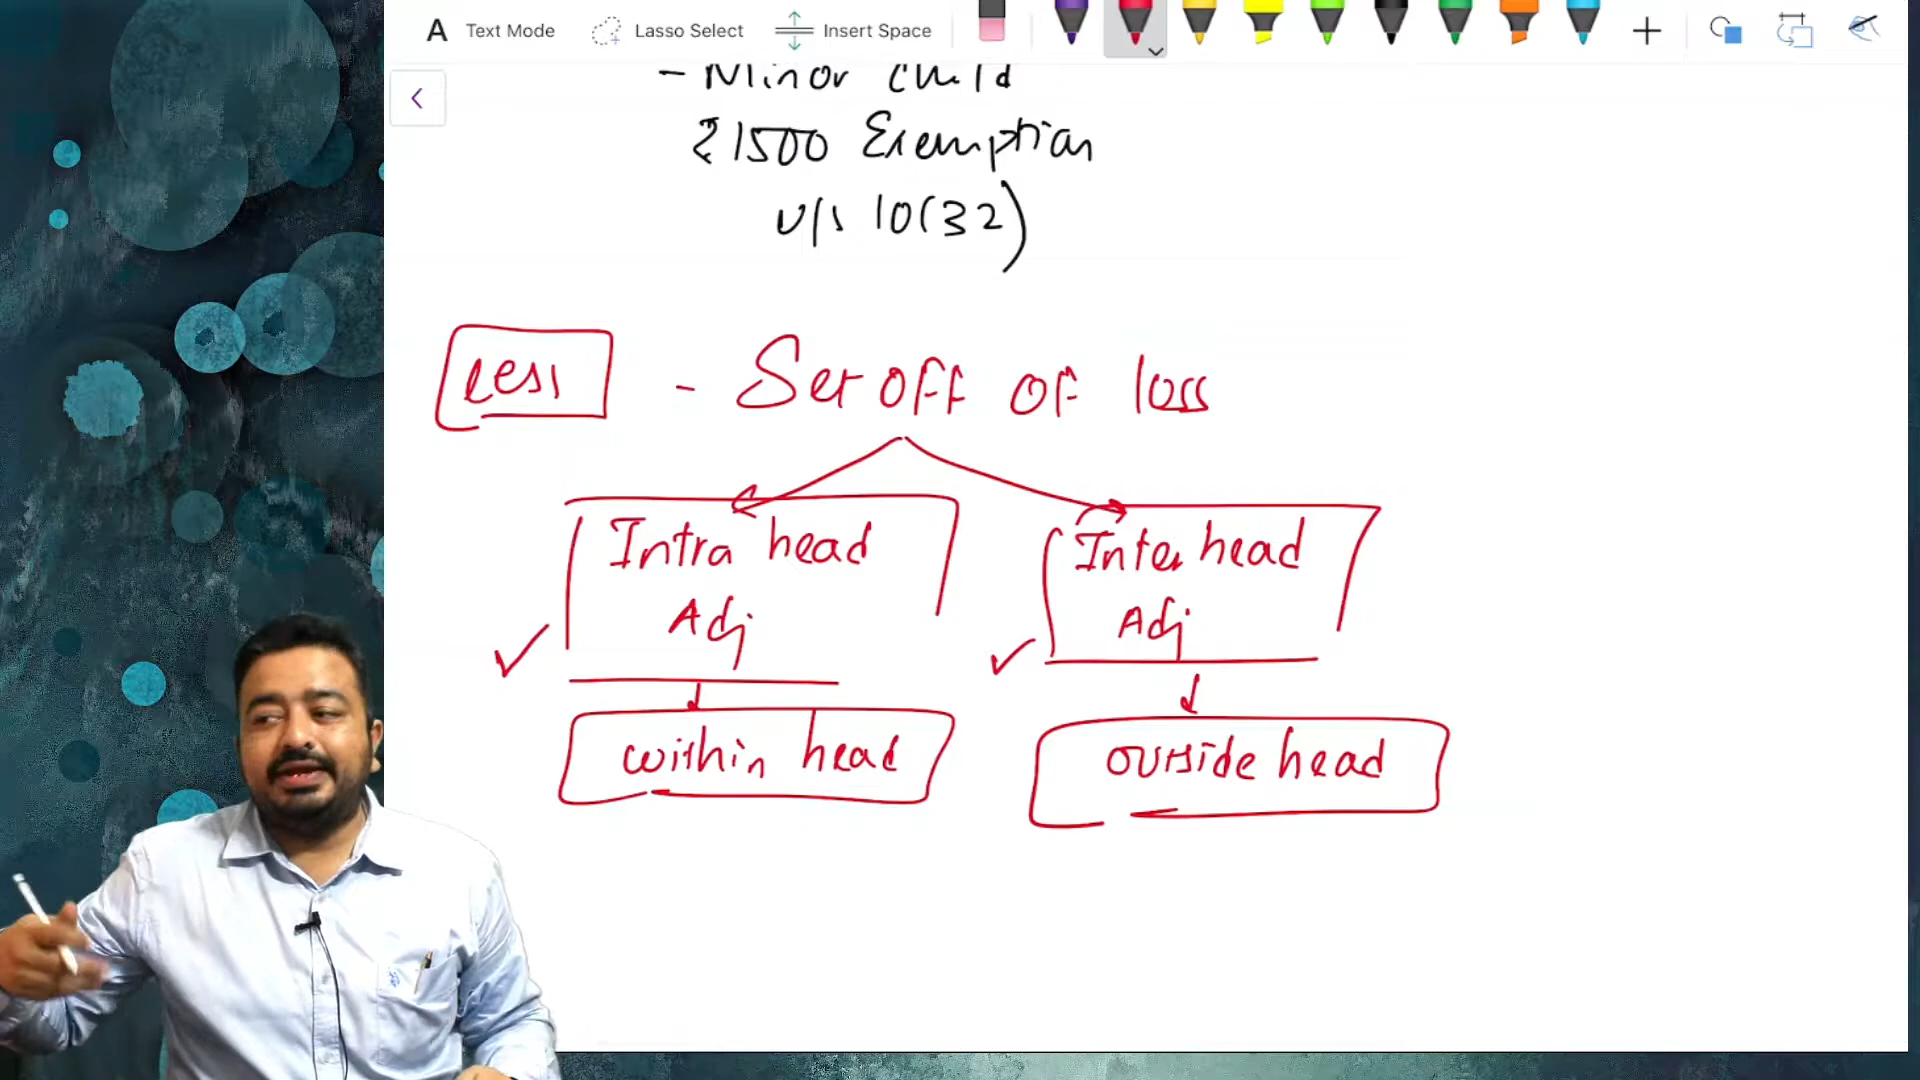 A Text Mode Lasso Select Insert Space
- Minor Child
₹1500 Exemption
u/s 10(32)
Less - Set off of loss
Intra head Inter head
Adj Adj
within head outside head